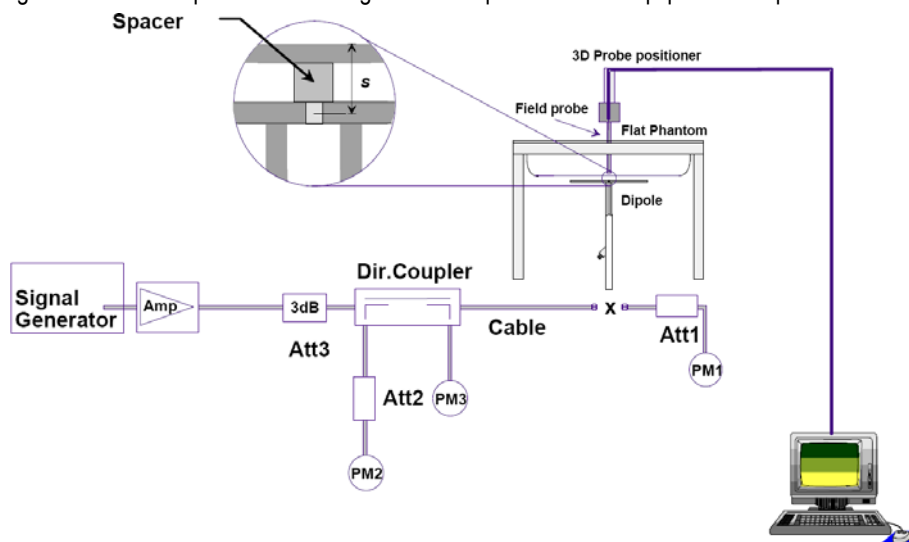 Spacer
s
3D Probe positioner
Field probe
Flat Phantom
Dipole
Signal
Generator
Amp
3dB
Att3
Dir.Coupler
Cable
x
Att1
PM1
Att2
PM3
PM2